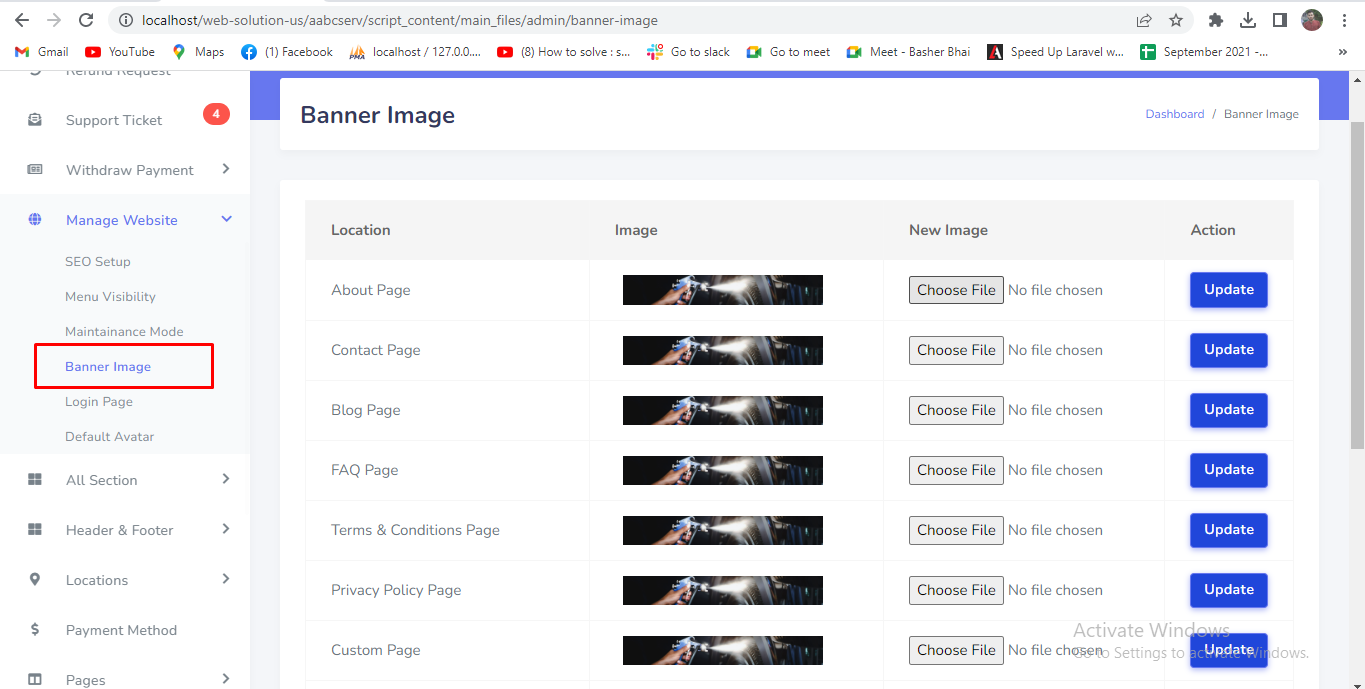 localhost/web-solution-us/aabcserv/script_content/main_files/admin/banner-image
Gmail YouTube Maps (1) Facebook localhost / 127.0.0.... (8) How to solve : s... Go to slack Go to meet Meet - Basher Bhai Speed Up Laravel w... September 2021 -... »
Refund Request
Support Ticket 4
Withdraw Payment
Manage Website
SEO Setup
Menu Visibility
Maintainance Mode
Banner Image
Login Page
Default Avatar
All Section
Header & Footer
Locations
Payment Method
Pages
Banner Image Dashboard / Banner Image
Location Image New Image Action
About Page Choose File No file chosen Update
Contact Page Choose File No file chosen Update
Blog Page Choose File No file chosen Update
FAQ Page Choose File No file chosen Update
Terms & Conditions Page Choose File No file chosen Update
Privacy Policy Page Choose File No file chosen Update
Custom Page Choose File No file chosen Update
Activate Windows
Go to Settings to activate Windows.